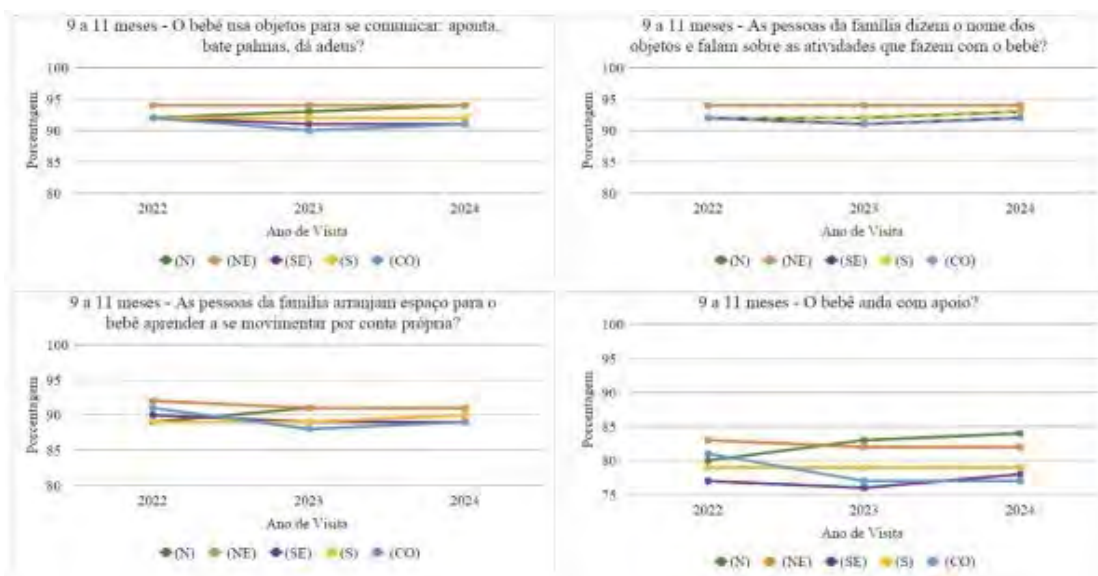 9 a 11 meses - O bebê usa objetos para se comunicar: aponta,
bate palmas, dá adeus?
100
95
90
85
80
Porcentagem
2022
2023
2024
Ano de Visita
(N)
(NE)
(SE)
(S)
(CO)
9 a 11 meses - As pessoas da família dizem o nome dos
objetos e falam sobre as atividades que fazem com o bebê?
100
95
90
85
80
Porcentagem
2022
2023
2024
Ano de Visita
(N)
(NE)
(SE)
(S)
(CO)
9 a 11 meses - As pessoas da família arranjam espaço para o
bebê aprender a se movimentar por conta própria?
100
95
90
85
80
Porcentagem
2022
2023
2024
Ano de Visita
(N)
(NE)
(SE)
(S)
(CO)
9 a 11 meses - O bebê anda com apoio?
100
95
90
85
80
75
Porcentagem
2022
2023
2024
Ano de Visita
(N)
(NE)
(SE)
(S)
(CO)